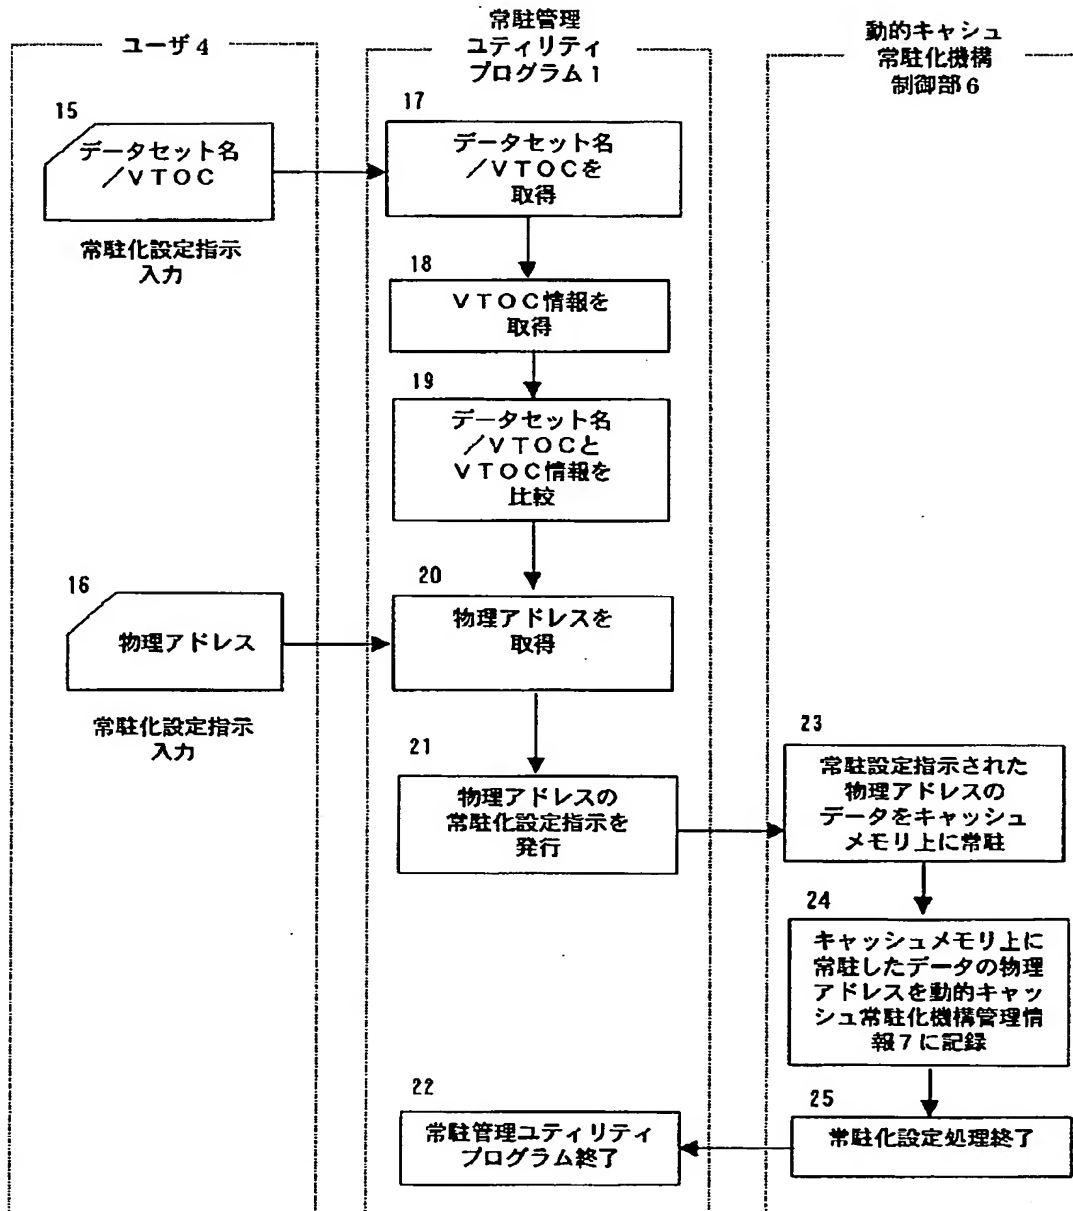 ユーザ4
常駐管理
ユティリティ
プログラム1
動的キャシュ
常駐化機構
制御部6
15
データセット名
／VTOC
常駐化設定指示
入力
17
データセット名
／VTOCを
取得
18
VTOC情報を
取得
19
データセット名
／VTOCと
VTOC情報を
比較
16
物理アドレス
常駐化設定指示
入力
20
物理アドレスを
取得
21
物理アドレスの
常駐化設定指示を
発行
23
常駐設定指示された
物理アドレスの
データをキャッシュ
メモリ上に常駐
24
キャッシュメモリ上に
常駐したデータの物理
アドレスを動的キャッ
シュ常駐化機構管理情
報7に記録
25
常駐化設定処理終了
22
常駐管理ユティリティ
プログラム終了